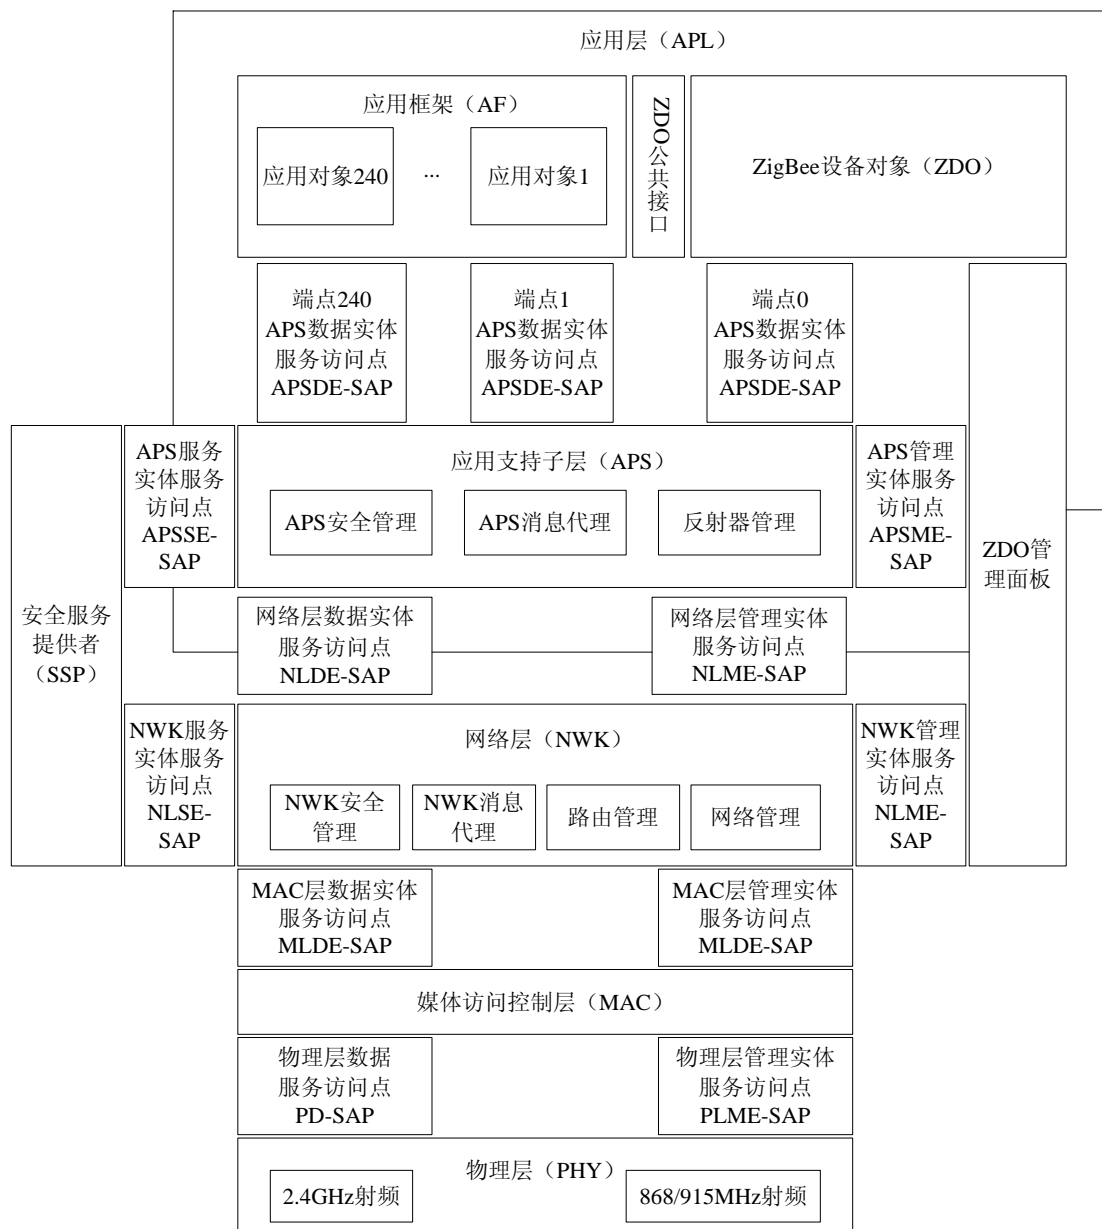 应用层（APL）
应用框架（AF）
应用对象240
···
应用对象1
ZDO公共接口
ZigBee设备对象（ZDO）
端点240
APS数据实体
服务访问点
APSDE-SAP
端点1
APS数据实体
服务访问点
APSDE-SAP
端点0
APS数据实体
服务访问点
APSDE-SAP
安全服务
提供者
（SSP）
APS服务
实体服务
访问点
APSSE-
SAP
应用支持子层（APS）
APS安全管理
APS消息代理
反射器管理
APS管理
实体服务
访问点
APSME-
SAP
ZDO管
理面板
网络层数据实体
服务访问点
NLDE-SAP
网络层管理实体
服务访问点
NLME-SAP
NWK服务
实体服务
访问点
NLSE-
SAP
网络层（NWK）
NWK安全
管理
NWK消息
代理
路由管理
网络管理
NWK管理
实体服务
访问点
NLME-
SAP
MAC层数据实体
服务访问点
MLDE-SAP
MAC层管理实体
服务访问点
MLDE-SAP
媒体访问控制层（MAC）
物理层数据
服务访问点
PD-SAP
物理层管理实体
服务访问点
PLME-SAP
物理层（PHY）
2.4GHz射频
868/915MHz射频